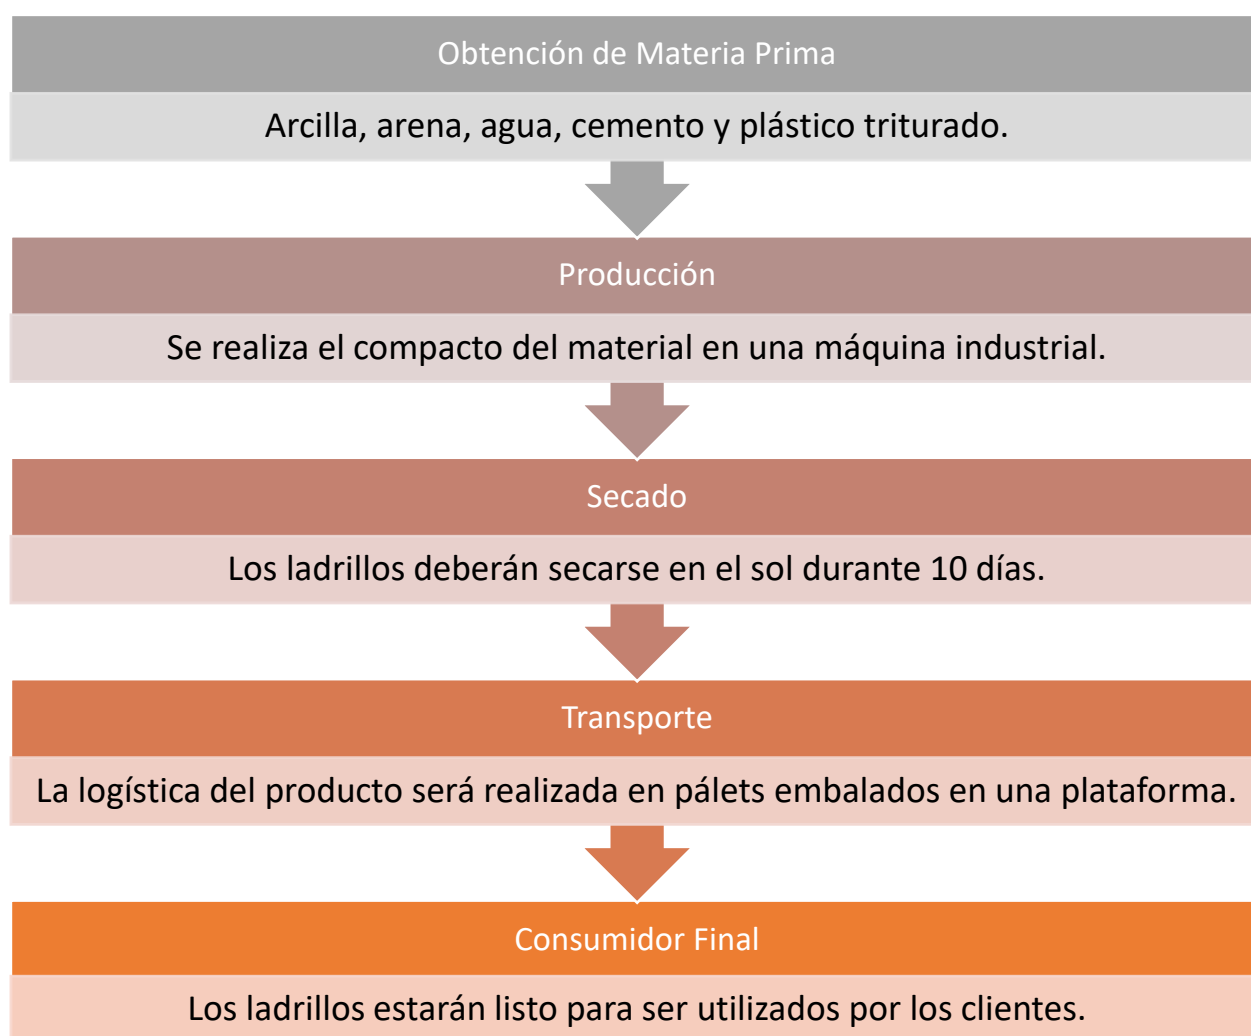 Obtención de Materia Prima
Arcilla, arena, agua, cemento y plástico triturado.
Producción
Se realiza el compacto del material en una máquina industrial.
Secado
Los ladrillos deberán secarse en el sol durante 10 días.
Transporte
La logística del producto será realizada en pálets embalados en una plataforma.
Consumidor Final
Los ladrillos estarán listo para ser utilizados por los clientes.